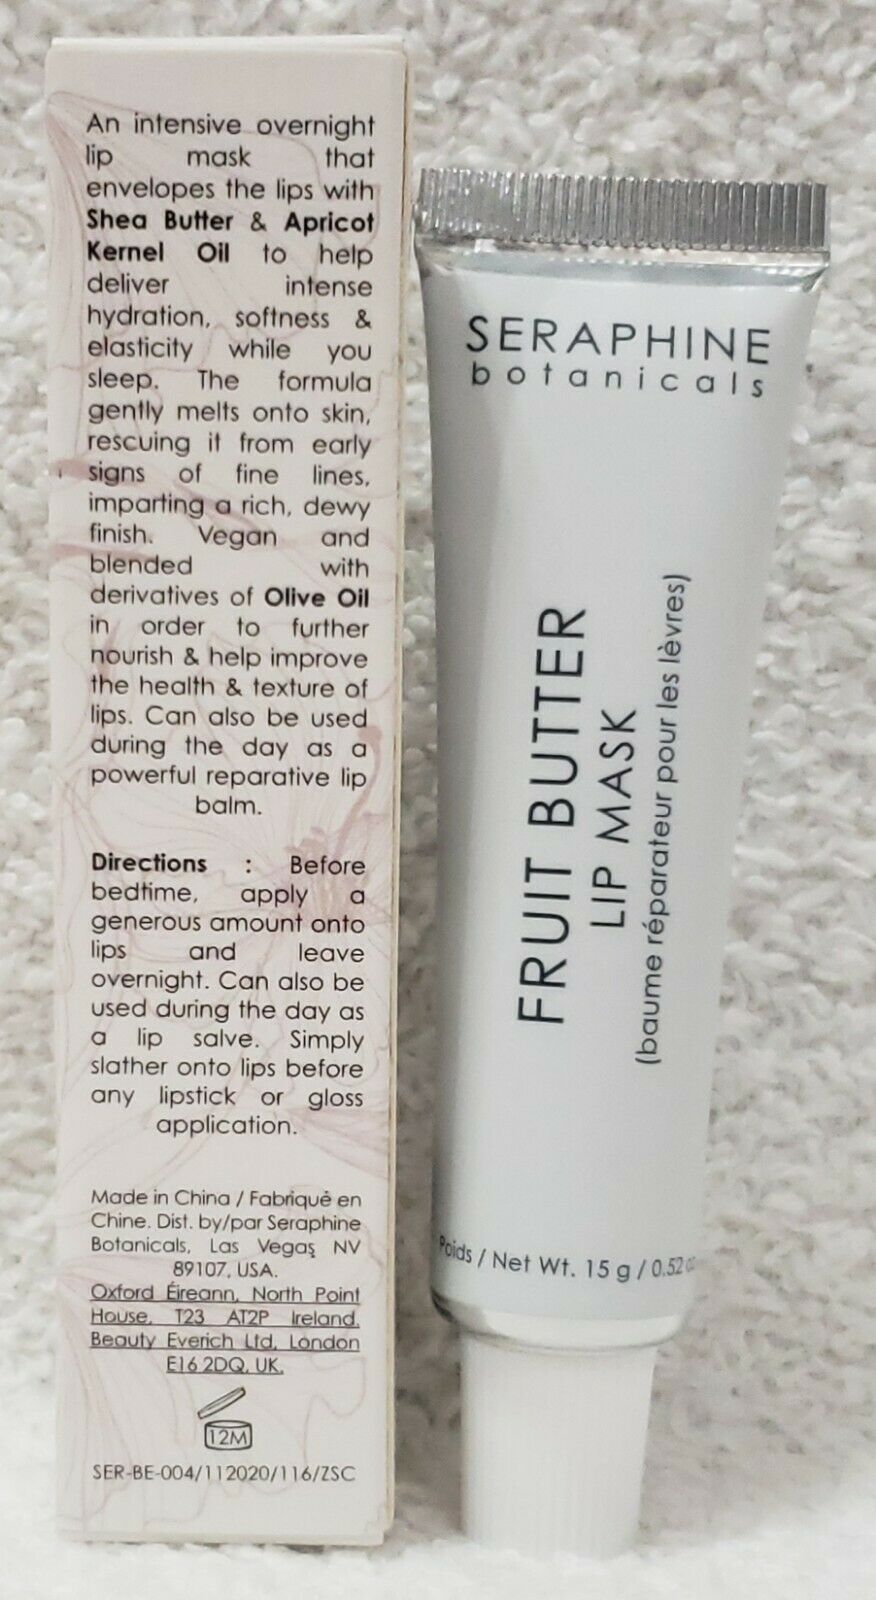 An intensive overnight
lip mask that
envelopes the lips with
Shea Butter & Apricot
Kernel Oil to help
deliver intense
hydration, softness &
elasticity while you
sleep. The formula
gently melts onto skin,
rescuing it from early
signs of fine lines,
imparting a rich, dewy
finish. Vegan and
blended with
derivatives of Olive Oil
in order to further
nourish & help improve
the health & texture of
lips. Can also be used
during the day as a
powerful reparative lip
balm.
Directions : Before
bedtime, apply a
generous amount onto
lips and leave
overnight. Can also be
used during the day as
a lip salve. Simply
slather onto lips before
any lipstick or gloss
application.
Made in China / Fabriqué en
Chine. Dist. by/par Seraphine
Botanicals, Las Vegas NV
89107, USA.
Oxford Éireann, North Point
House, T23 AT2P Ireland.
Beauty Everich Ltd, London
E16 2DQ, UK.
12M
SER-BE-004/112020/116/ZSC
SERAPHINE
botanicals
FRUIT BUTTER
LIP MASK
(baume réparateur pour les lèvres)
Poids / Net Wt. 15 g / 0.52 oz